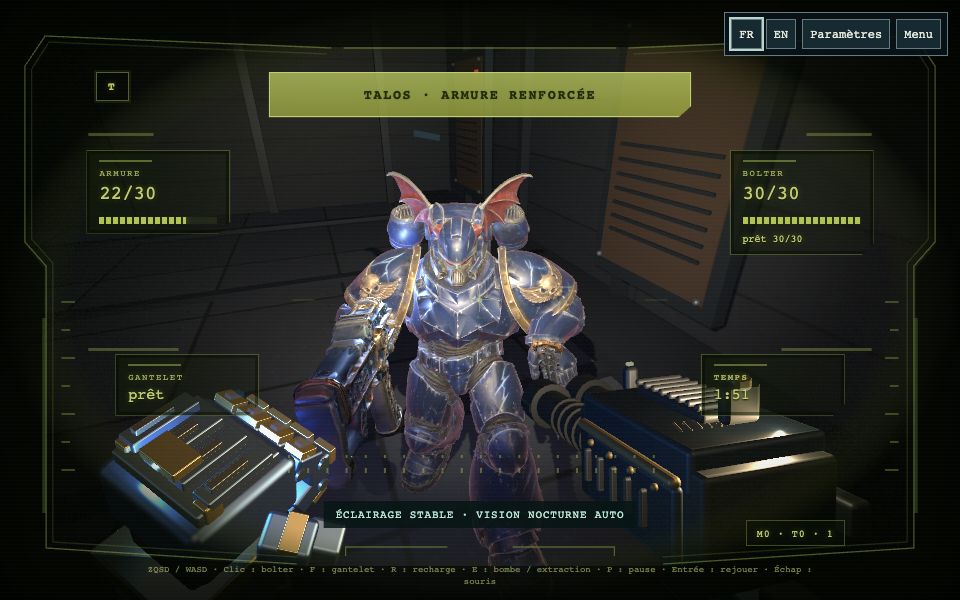 FR EN Paramètres Menu
T
TALOS · ARMURE RENFORCÉE
ARMURE
22/30
BOLTER
30/30
prêt 30/30
GANTELET
prêt
TEMPS
1:51
ÉCLAIRAGE STABLE · VISION NOCTURNE AUTO
M0 · T0 · 1
ZQSD / WASD · Clic : bolter · F : gantelet · R : recharge · E : bombe / extraction · P : pause · Entrée : rejouer · Échap :
souris